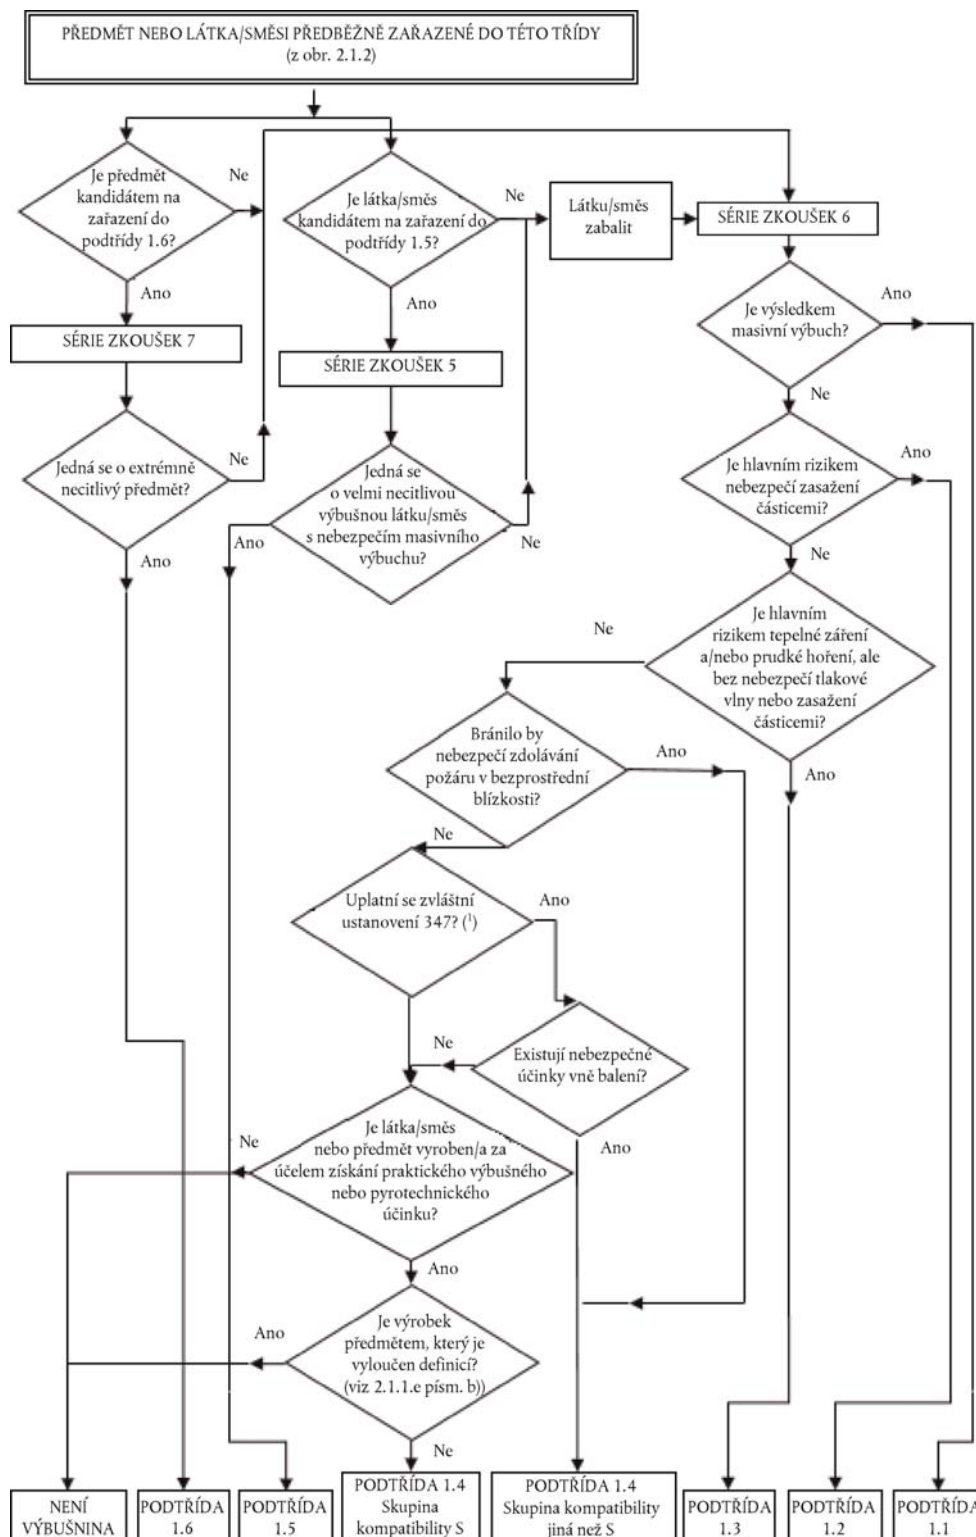 PŘEDMĚT NEBO LÁTKA/SMĚSI PŘEDBĚŽNĚ ZAŘAZENÉ DO TÉTO TŘÍDY
(z obr. 2.1.2)
Je předmět
kandidátem na
zařazení do
podtřídy 1.6?
Ne
Ano
Je látka/směs
kandidátem na zařazení do
podtřídy 1.5?
Ne
Ano
Látku/směs
zabalit
SÉRIE ZKOUŠEK 6
SÉRIE ZKOUŠEK 7
SÉRIE ZKOUŠEK 5
Je výsledkem
masivní výbuch?
Ano
Ne
Jedná se o extrémně
necitlivý předmět?
Ne
Ano
Jedná se
o velmi necitlivou
výbušnou látku/směs
s nebezpečím masivního
výbuchu?
Ano
Ne
Je hlavním rizikem
nebezpečí zasažení
částicemi?
Ano
Ne
Je hlavním
rizikem tepelné záření
a/nebo prudké hoření, ale
bez nebezpečí tlakové
vlny nebo zasažení
částicemi?
Ne
Ano
Bránilo by
nebezpečí zdolávání
požáru v bezprostřední
blízkosti?
Ano
Ne
Uplatní se zvláštní
ustanovení 347? (¹)
Ano
Ne
Existují nebezpečné
účinky vně balení?
Ano
Je látka/směs
nebo předmět vyroben/a za
účelem získání praktického výbušného
nebo pyrotechnického
účinku?
Ne
Ano
Je výrobek
předmětem, který je
vyloučen definicí?
(viz 2.1.1.e písm. b))
Ano
Ne
NENÍ
VÝBUŠNINA
PODTŘÍDA
1.6
PODTŘÍDA
1.5
PODTŘÍDA 1.4
Skupina
kompatibility S
PODTŘÍDA 1.4
Skupina kompatibility
jiná než S
PODTŘÍDA
1.3
PODTŘÍDA
1.2
PODTŘÍDA
1.1